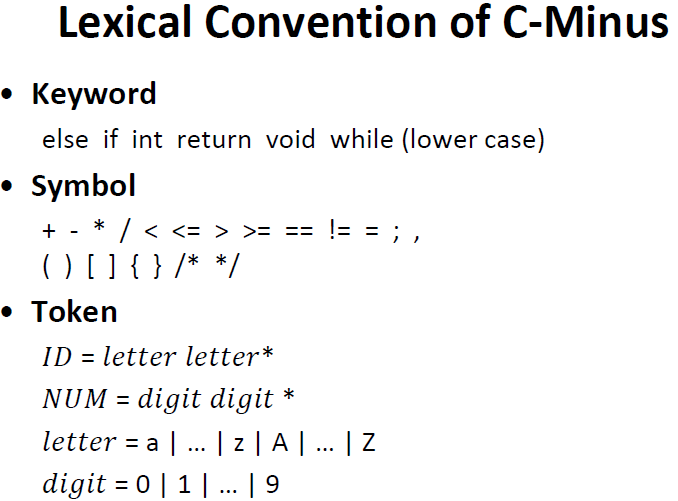 Lexical Convention of C-Minus
• Keyword
else if int return void while (lower case)
• Symbol
+ - * / < <= > >= == != = ; ,
( ) [ ] { } /* */
• Token
ID = letter letter*
NUM = digit digit *
letter = a | … | z | A | … | Z
digit = 0 | 1 | … | 9